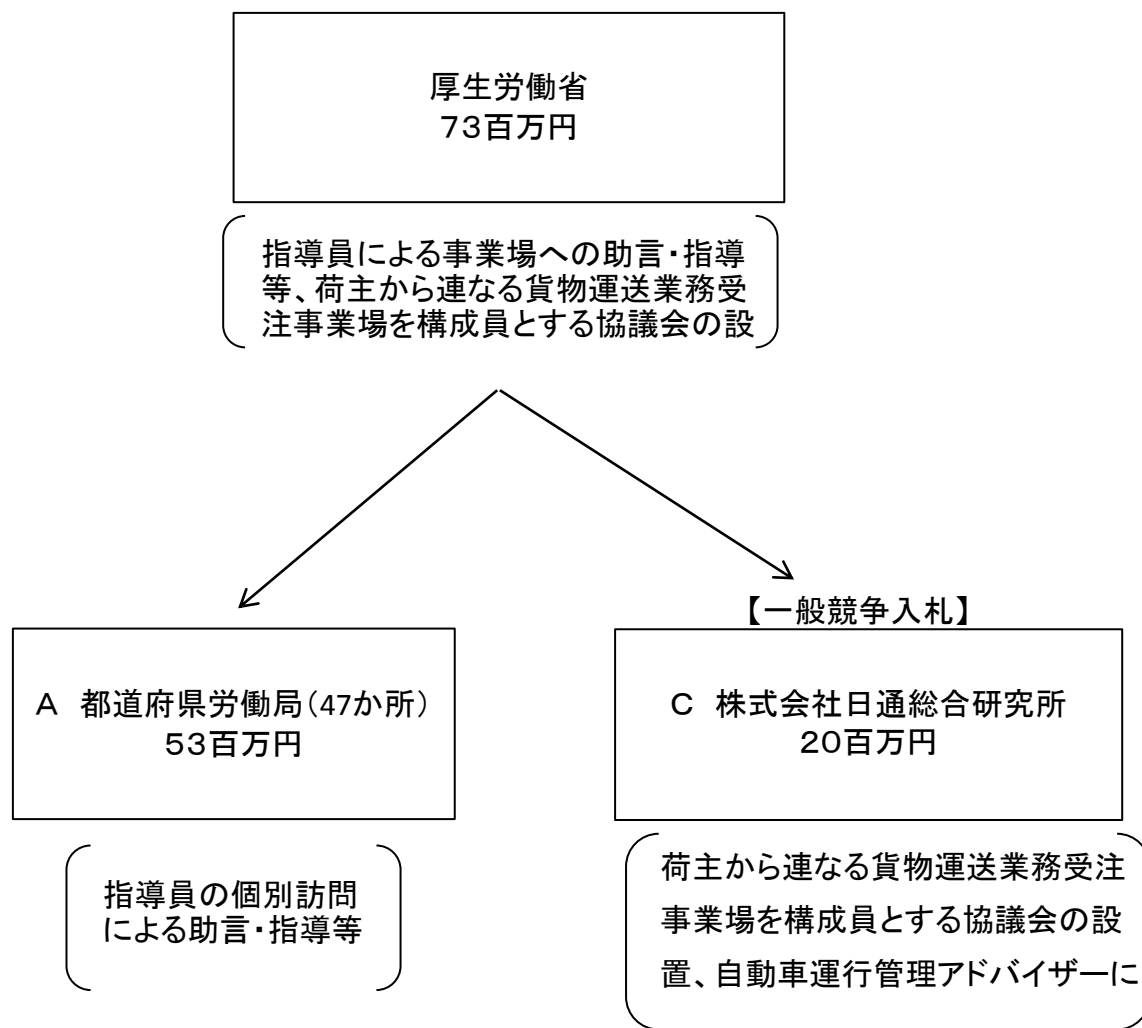 厚生労働省
７３百万円
指導員による事業場への助言・指導
等、荷主から連なる貨物運送業務受
注事業場を構成員とする協議会の設
【一般競争入札】
Ａ　都道府県労働局（47か所）
５３百万円
Ｃ　株式会社日通総合研究所
２０百万円
指導員の個別訪問
による助言・指導等
荷主から連なる貨物運送業務受注
事業場を構成員とする協議会の設
置、自動車運行管理アドバイザーに